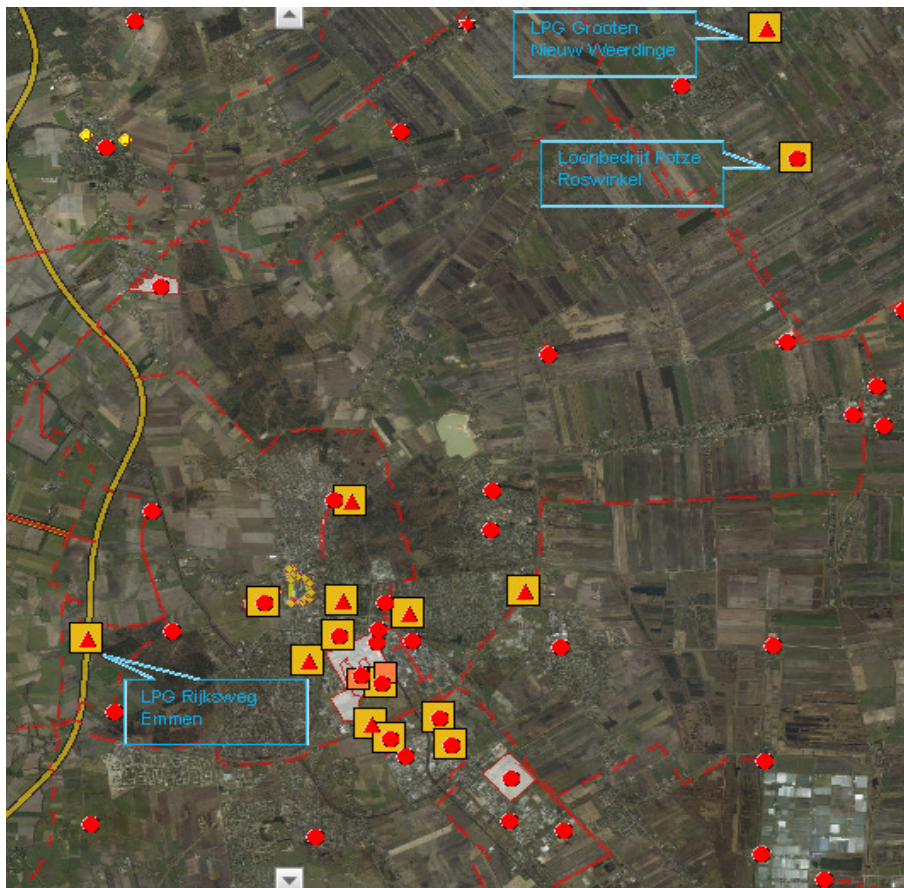 LPG Grooten
Nieuw Weerdinge
Loonbedrijf Potze
Roswinkel
LPG Rijksweg
Emmen